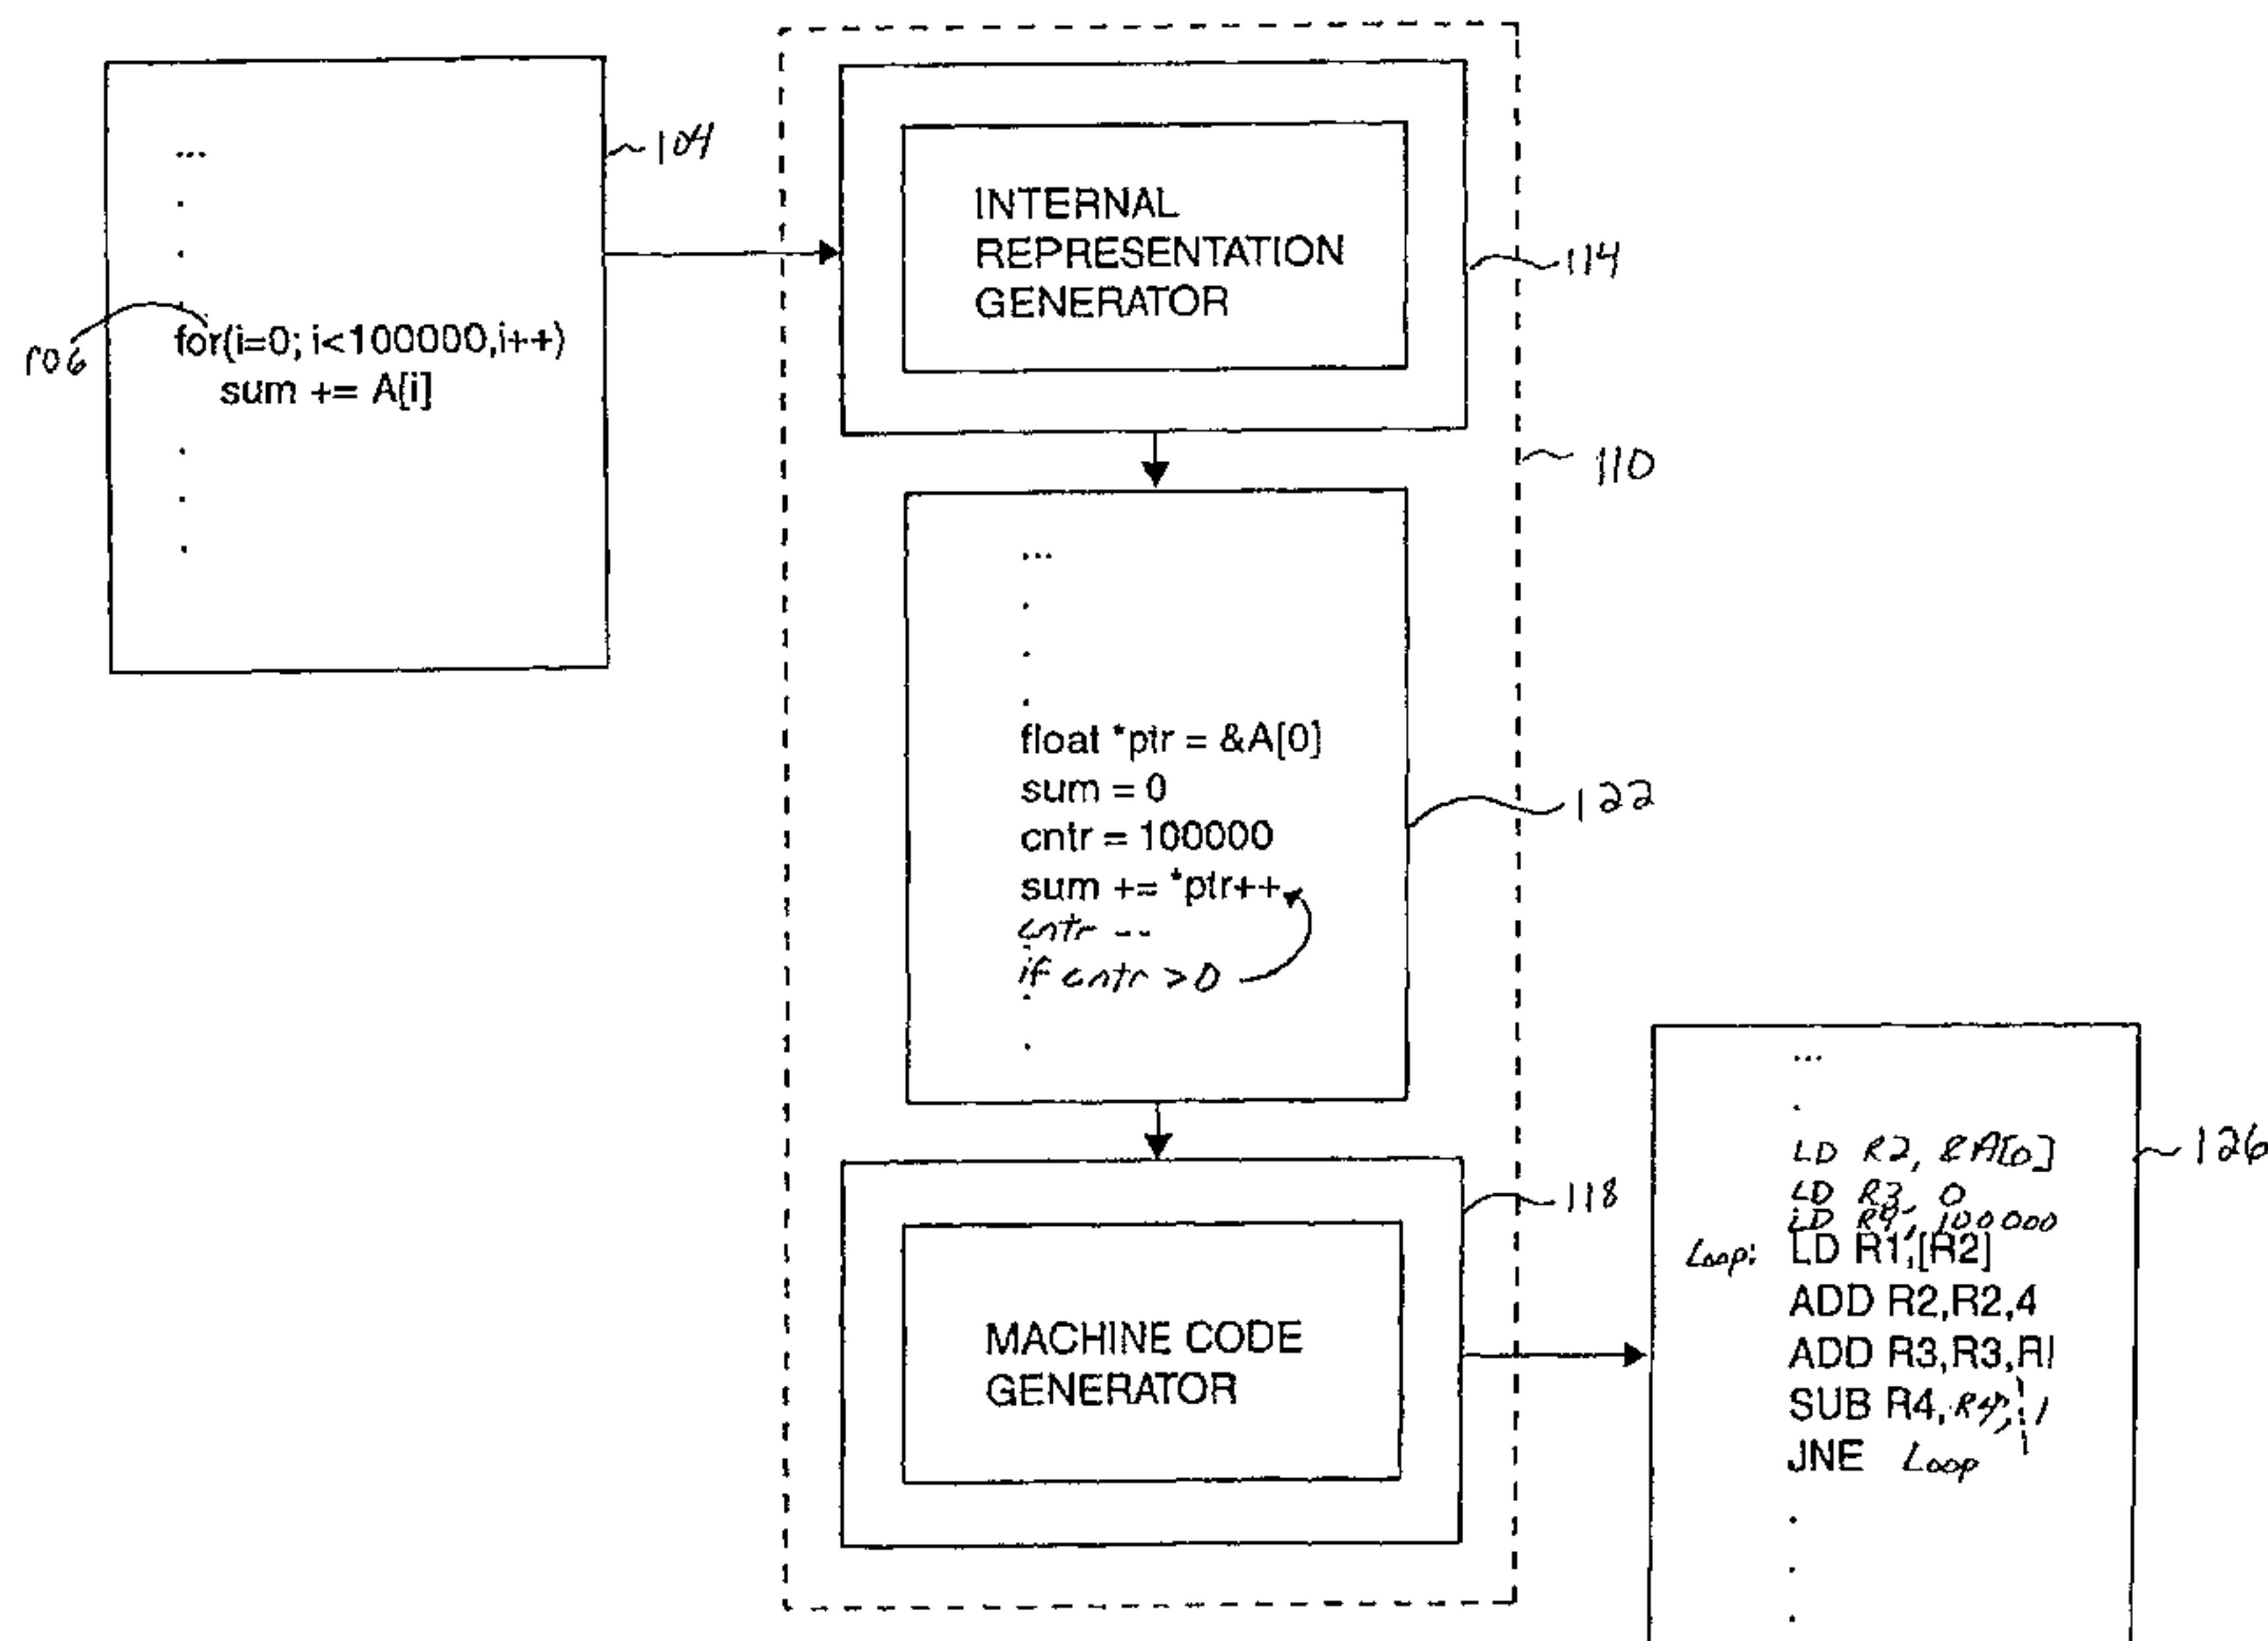 ...
.
.
.
for(i=0; i<100000,i++)
sum += A[i]
.
.
.
104
106
INTERNAL
REPRESENTATION
GENERATOR
114
110
...
.
.
.
float *ptr = &A[0]
sum = 0
cntr = 100000
sum += *ptr++
cntr --
if cntr >0
.
122
MACHINE CODE
GENERATOR
118
...
.
LD R2, &A[0]
LD R3, 0
LD R4, 100000
Loop: LD R1,[R2]
ADD R2,R2,4
ADD R3,R3,R1
SUB R4, R4, 1
JNE Loop
.
.
.
126